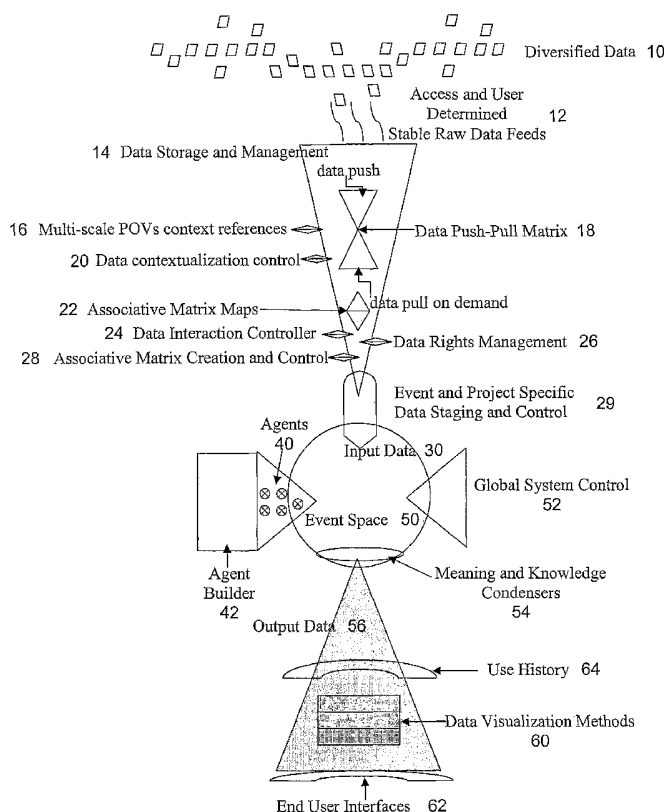 Diversified Data 10
Access and User
Determined 12
Stable Raw Data Feeds
14 Data Storage and Management
data push
16 Multi-scale POVs context references
Data Push-Pull Matrix 18
20 Data contextualization control
22 Associative Matrix Maps
data pull on demand
24 Data Interaction Controller
Data Rights Management 26
28 Associative Matrix Creation and Control
Event and Project Specific
Data Staging and Control 29
Agents
40
Input Data 30
Global System Control
52
Event Space 50
Agent
Builder
42
Meaning and Knowledge
Condensers
54
Output Data 56
Use History 64
Data Visualization Methods
60
End User Interfaces 62